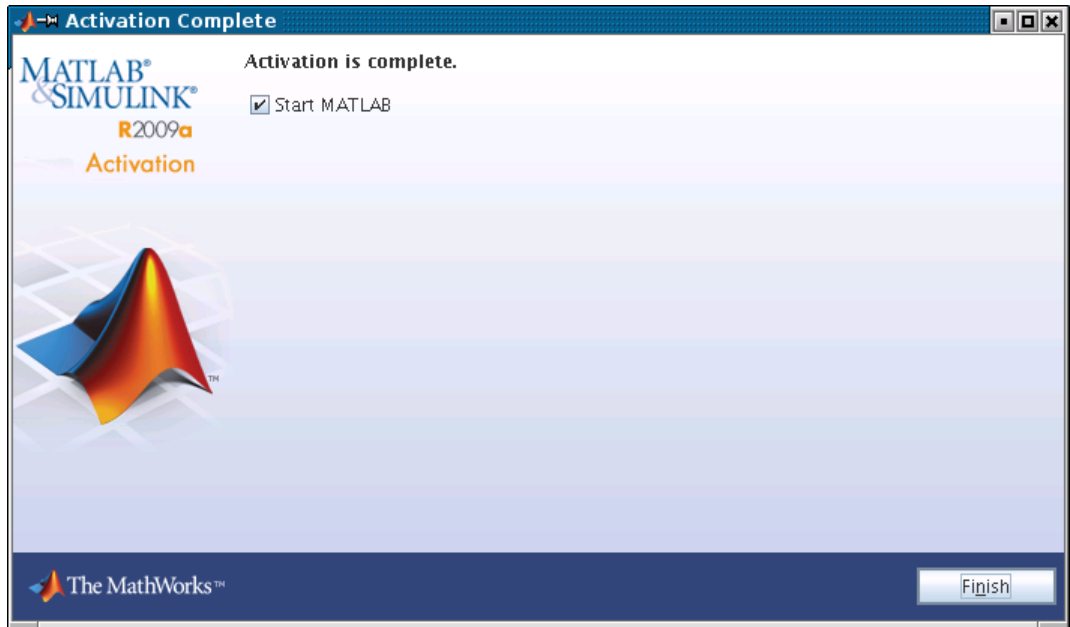 Activation Complete
MATLAB®
&SIMULINK®
R2009a
Activation
Activation is complete.
Start MATLAB
TM
The MathWorks™
Finish